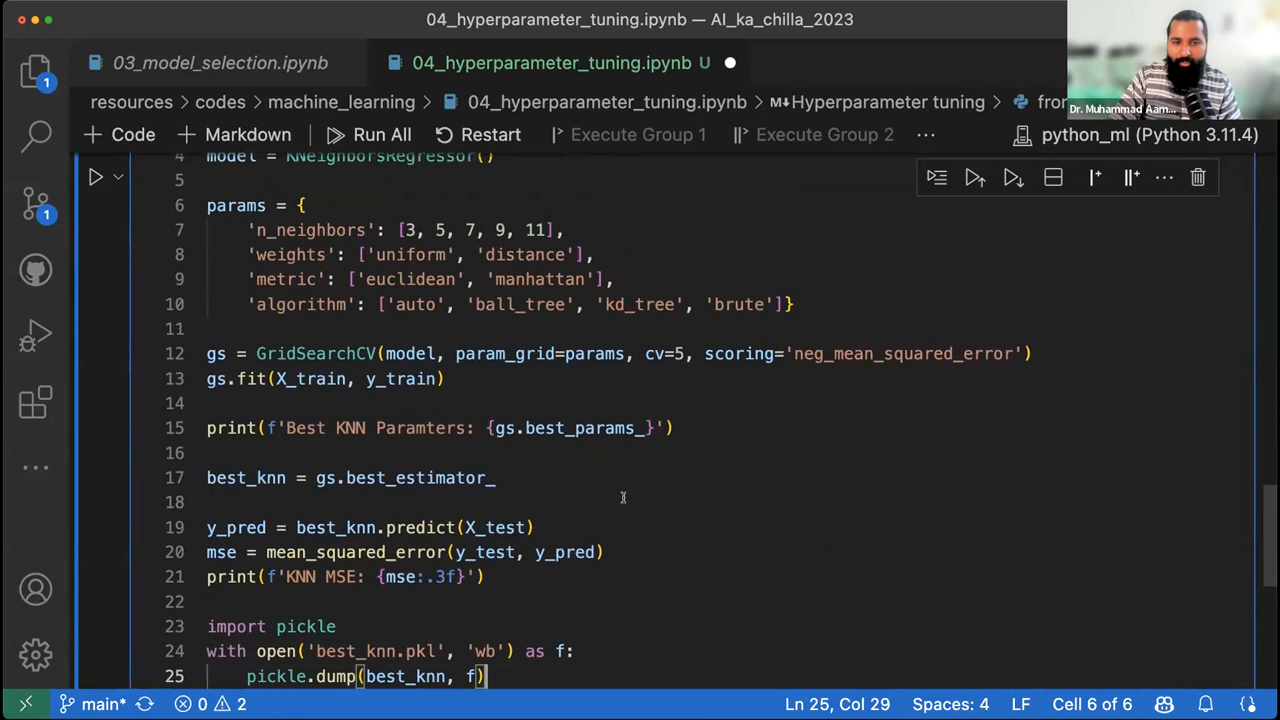 04_hyperparameter_tuning.ipynb — AI_ka_chilla_2023
03_model_selection.ipynb
04_hyperparameter_tuning.ipynb U
resources > codes > machine_learning > 04_hyperparameter_tuning.ipynb > M↓Hyperparameter tuning > from
Dr. Muhammad Aam...
+ Code + Markdown Run All Restart Execute Group 1 Execute Group 2 ... python_ml (Python 3.11.4)
4 model = KNeighborsRegressor()
5
6 params = {
7 'n_neighbors': [3, 5, 7, 9, 11],
8 'weights': ['uniform', 'distance'],
9 'metric': ['euclidean', 'manhattan'],
10 'algorithm': ['auto', 'ball_tree', 'kd_tree', 'brute']}
11
12 gs = GridSearchCV(model, param_grid=params, cv=5, scoring='neg_mean_squared_error')
13 gs.fit(X_train, y_train)
14
15 print(f'Best KNN Paramters: {gs.best_params_}')
16
17 best_knn = gs.best_estimator_
18
19 y_pred = best_knn.predict(X_test)
20 mse = mean_squared_error(y_test, y_pred)
21 print(f'KNN MSE: {mse:.3f}')
22
23 import pickle
24 with open('best_knn.pkl', 'wb') as f:
25 pickle.dump(best_knn, f)
1
1
main* 0 2 Ln 25, Col 29 Spaces: 4 LF Cell 6 of 6